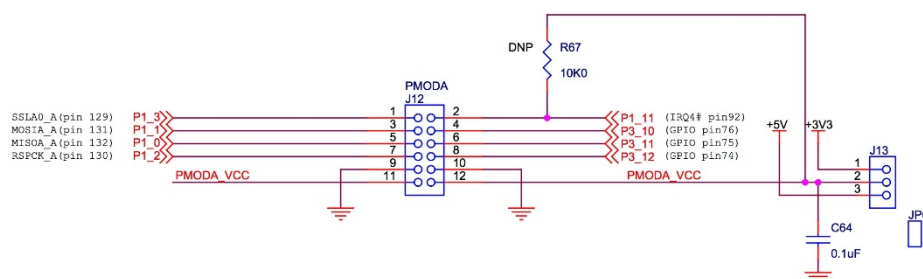 DNP R67
10K0
PMODA
J12
SSLA0_A(pin 129) P1_3 1 2 P1_11 (IRQ4# pin92)
MOSIA_A(pin 131) P1_1 3 4 P3_10 (GPIO pin76)
MISOA_A(pin 132) P1_0 5 6 P3_11 (GPIO pin75)
RSPCK_A(pin 130) P1_2 7 8 P3_12 (GPIO pin74)
9 10
PMODA_VCC 11 12 PMODA_VCC
+5V +3V3
J13
1
2
3
C64
0.1uF